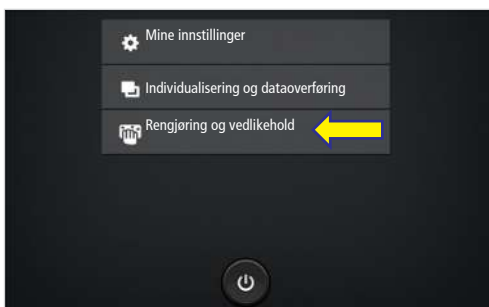 Mine innstillinger
Individualisering og dataoverføring
Rengjøring og vedlikehold